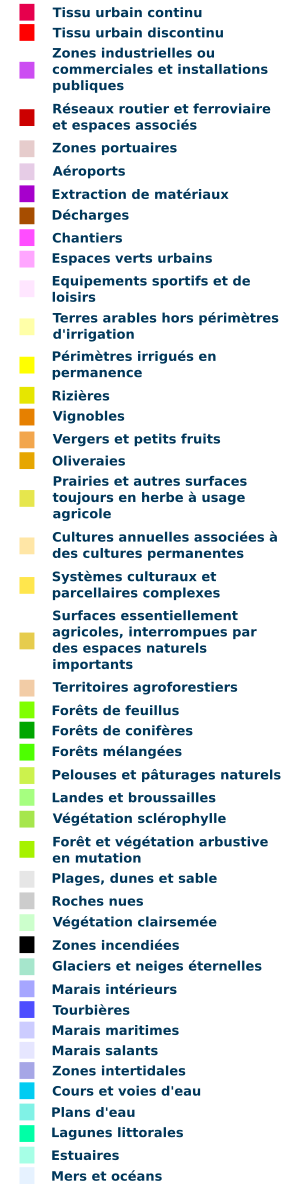 Tissu urbain continu
Tissu urbain discontinu
Zones industrielles ou
commerciales et installations
publiques
Réseaux routier et ferroviaire
et espaces associés
Zones portuaires
Aéroports
Extraction de matériaux
Décharges
Chantiers
Espaces verts urbains
Equipements sportifs et de
loisirs
Terres arables hors périmètres
d'irrigation
Périmètres irrigués en
permanence
Rizières
Vignobles
Vergers et petits fruits
Oliveraies
Prairies et autres surfaces
toujours en herbe à usage
agricole
Cultures annuelles associées à
des cultures permanentes
Systèmes culturaux et
parcellaires complexes
Surfaces essentiellement
agricoles, interrompues par
des espaces naturels
importants
Territoires agroforestiers
Forêts de feuillus
Forêts de conifères
Forêts mélangées
Pelouses et pâturages naturels
Landes et broussailles
Végétation sclérophylle
Forêt et végétation arbustive
en mutation
Plages, dunes et sable
Roches nues
Végétation clairsemée
Zones incendiées
Glaciers et neiges éternelles
Marais intérieurs
Tourbières
Marais maritimes
Marais salants
Zones intertidales
Cours et voies d'eau
Plans d'eau
Lagunes littorales
Estuaires
Mers et océans